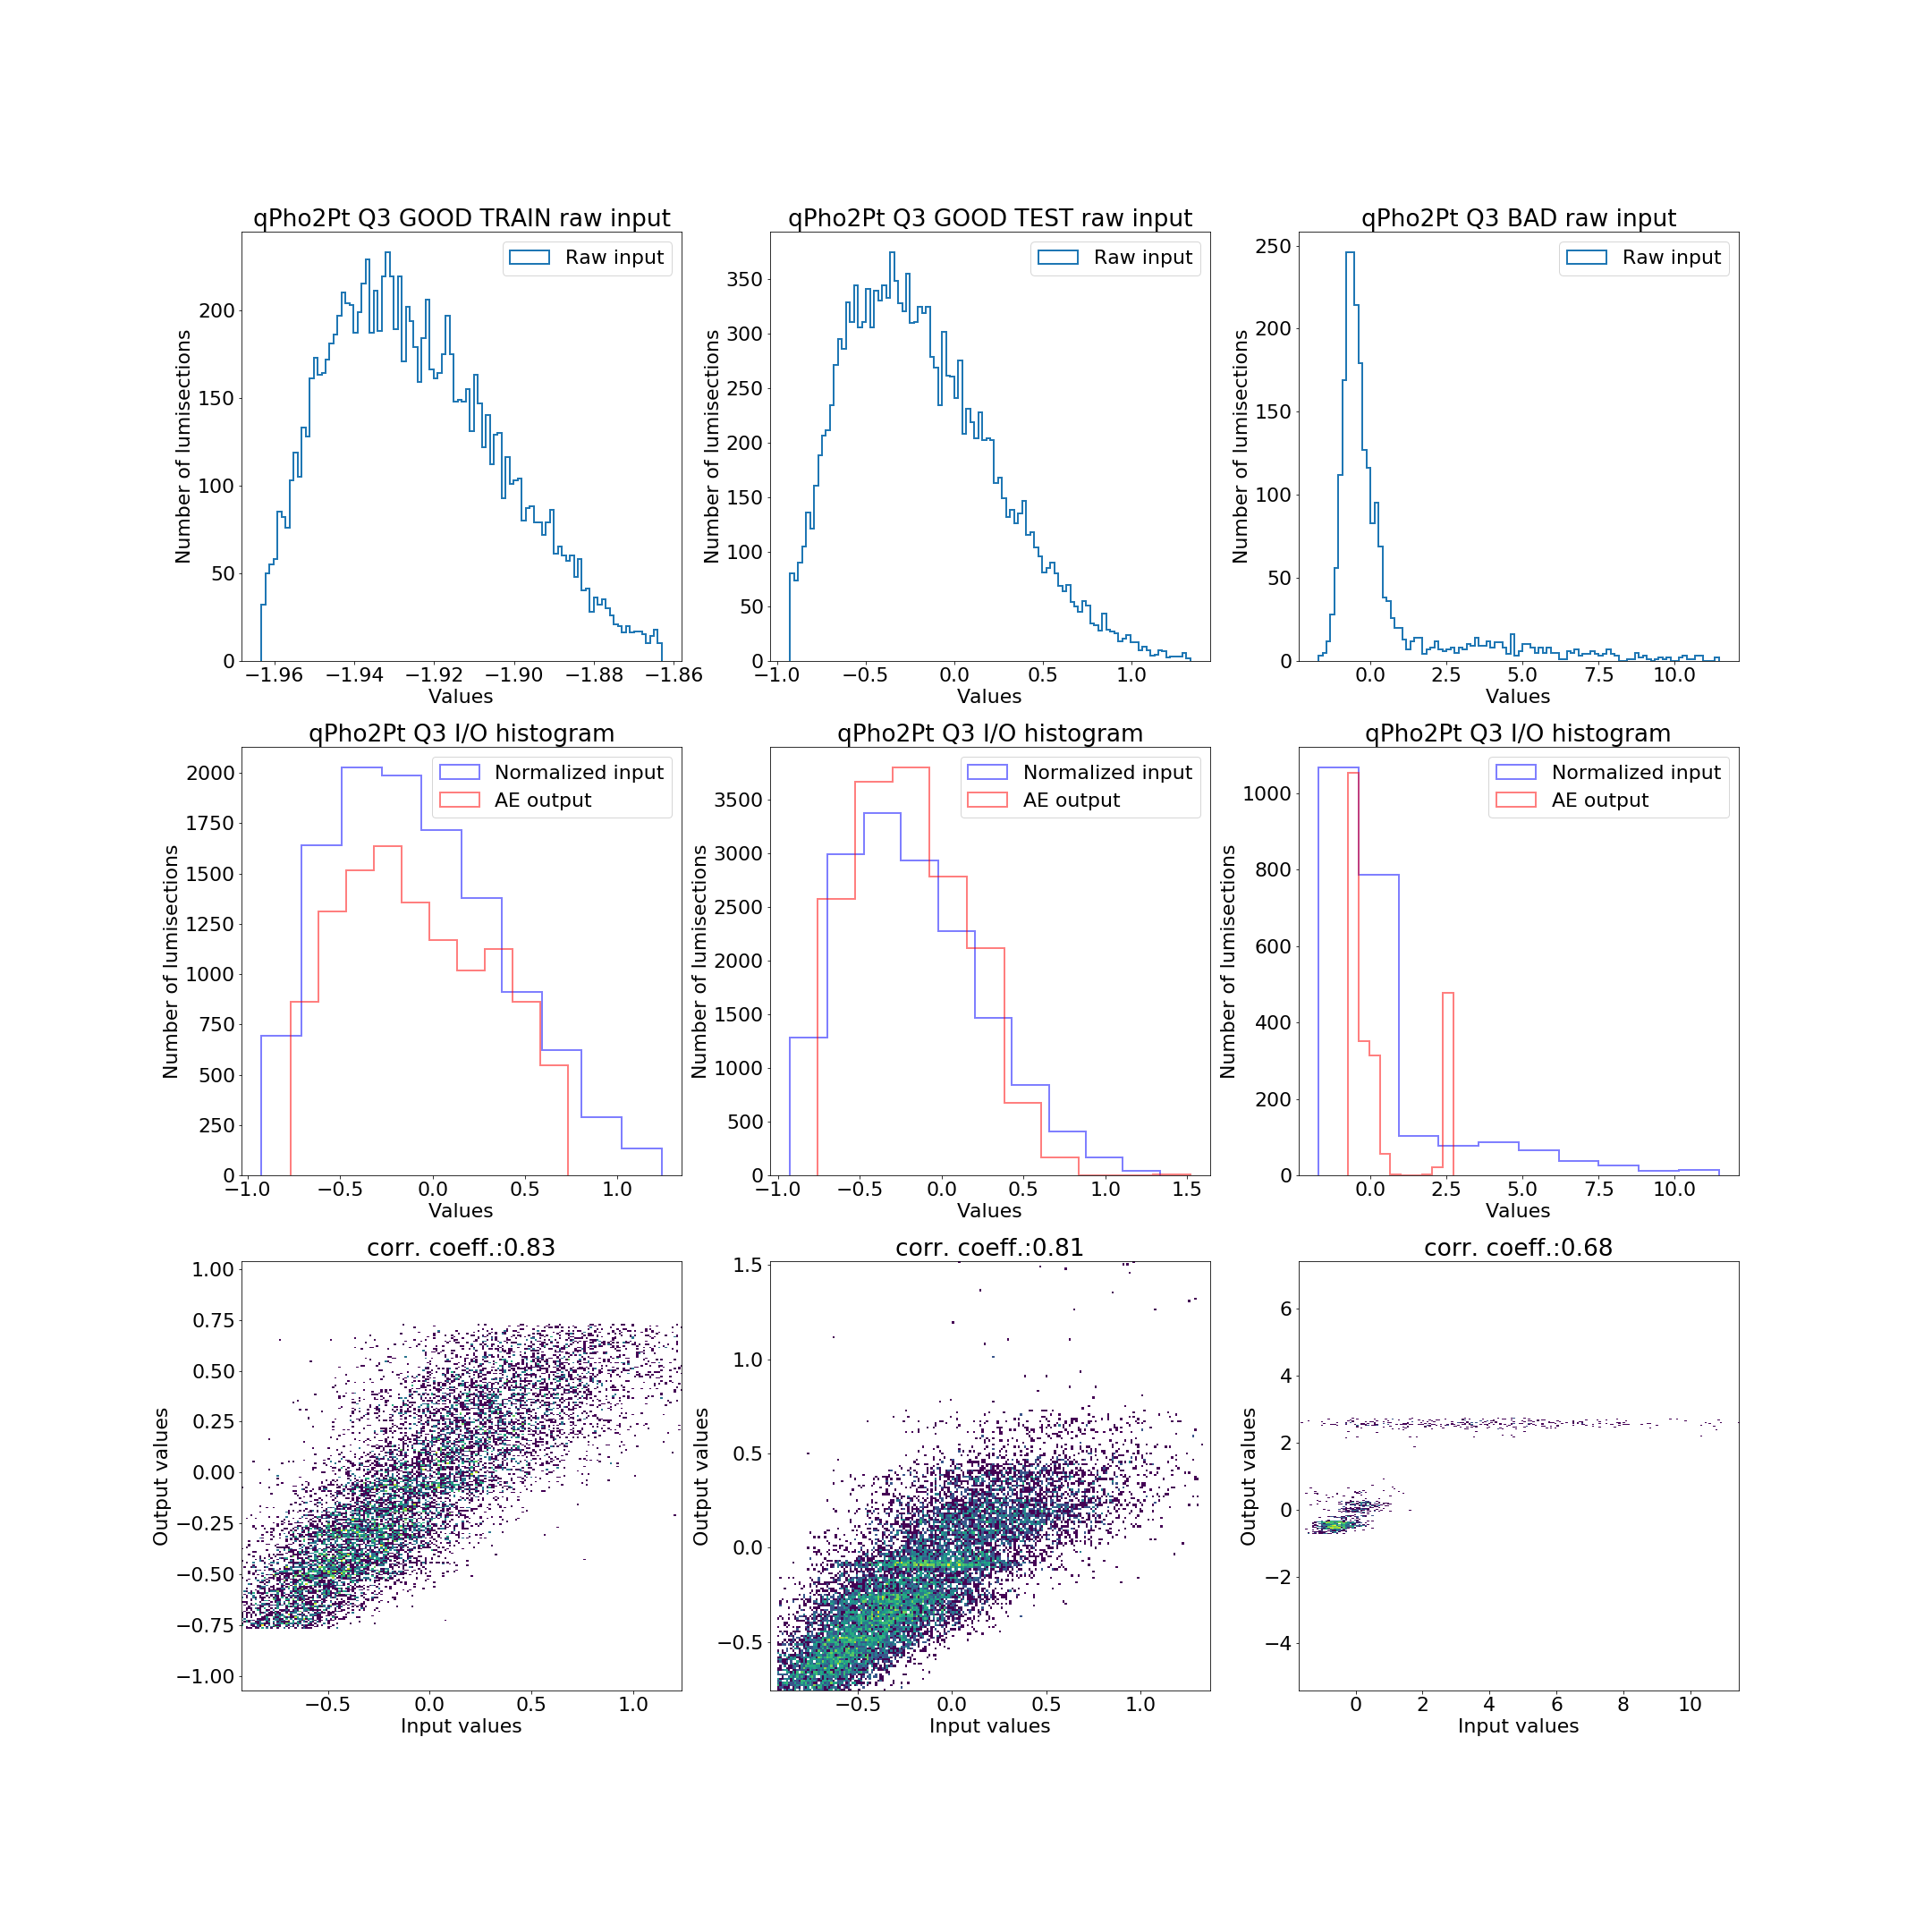 qPho2Pt Q3 GOOD TRAIN raw input
Raw input
Number of lumisections
200
150
100
50
0
−1.96 −1.94 −1.92 −1.90 −1.88 −1.86
Values
qPho2Pt Q3 GOOD TEST raw input
Raw input
Number of lumisections
350
300
250
200
150
100
50
0
−1.0 −0.5 0.0 0.5 1.0
Values
qPho2Pt Q3 BAD raw input
Raw input
Number of lumisections
250
200
150
100
50
0
0.0 2.5 5.0 7.5 10.0
Values
qPho2Pt Q3 I/O histogram
Normalized input
AE output
Number of lumisections
2000
1750
1500
1250
1000
750
500
250
0
−1.0 −0.5 0.0 0.5 1.0
Values
qPho2Pt Q3 I/O histogram
Normalized input
AE output
Number of lumisections
3500
3000
2500
2000
1500
1000
500
0
−1.0 −0.5 0.0 0.5 1.0 1.5
Values
qPho2Pt Q3 I/O histogram
Normalized input
AE output
Number of lumisections
1000
800
600
400
200
0
0.0 2.5 5.0 7.5 10.0
Values
corr. coeff.:0.83
Output values
1.00
0.75
0.50
0.25
0.00
−0.25
−0.50
−0.75
−1.00
−0.5 0.0 0.5 1.0
Input values
corr. coeff.:0.81
Output values
1.5
1.0
0.5
0.0
−0.5
−0.5 0.0 0.5 1.0
Input values
corr. coeff.:0.68
Output values
6
4
2
0
−2
−4
0 2 4 6 8 10
Input values